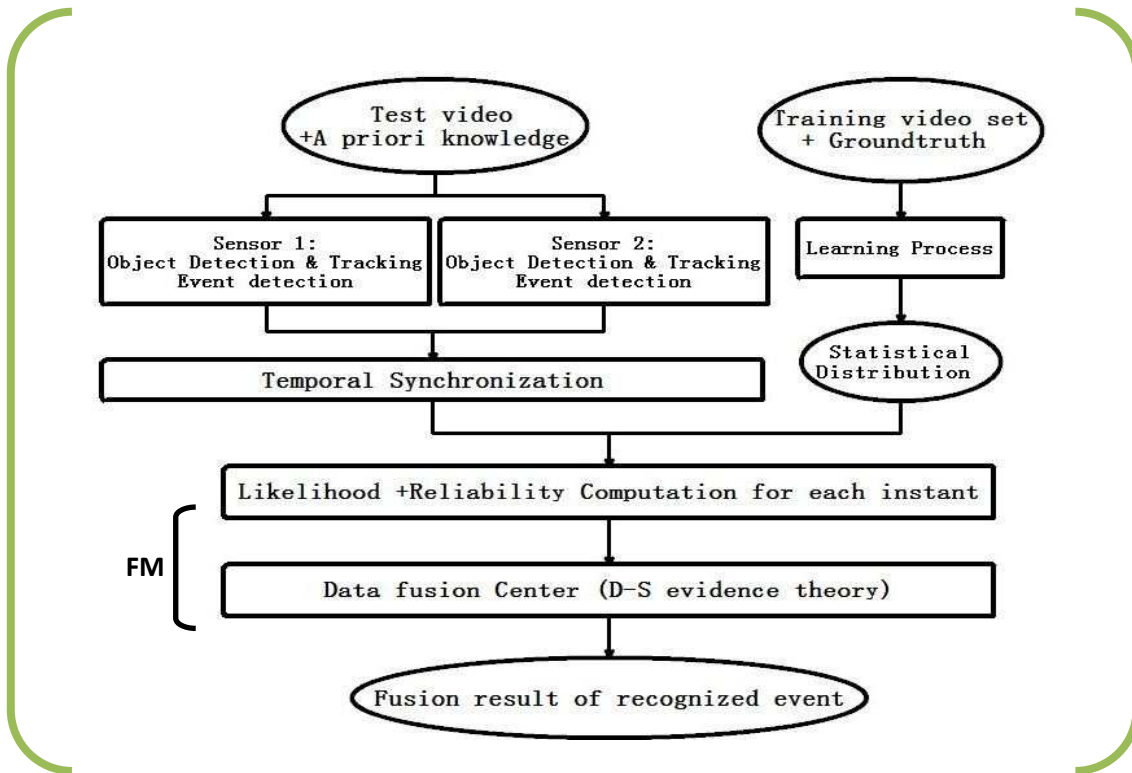 Test video
+A priori knowledge
Training video set
+ Groundtruth
Sensor 1:
Object Detection & Tracking
Event detection
Sensor 2:
Object Detection & Tracking
Event detection
Learning Process
Temporal Synchronization
Statistical
Distribution
Likelihood +Reliability Computation for each instant
FM
Data fusion Center (D-S evidence theory)
Fusion result of recognized event